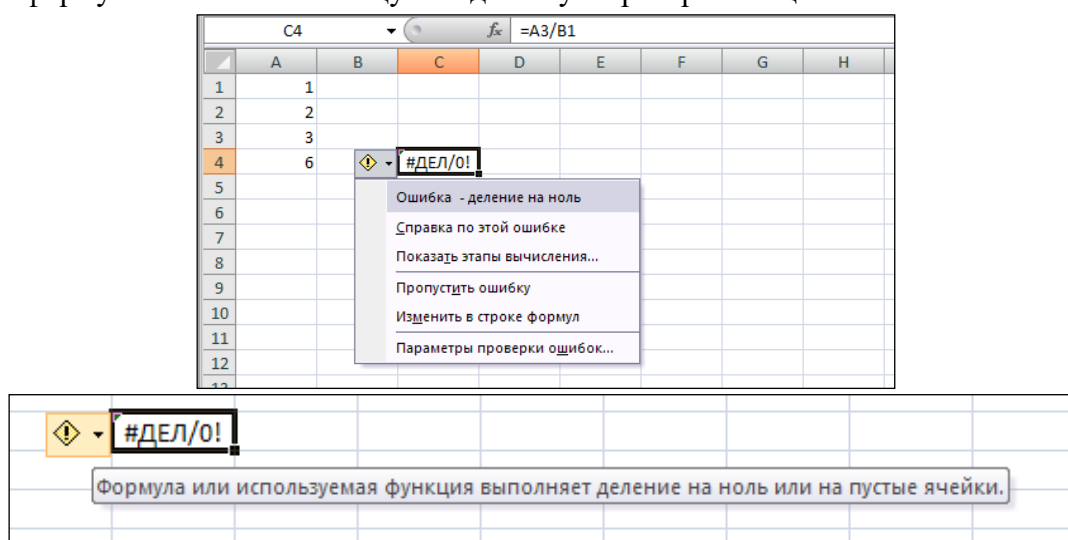 C4 fx =A3/B1
A B C D E F G H
1 1
2 2
3 3
4 6 #ДЕЛ/0!
5
Ошибка - деление на ноль
6
Справка по этой ошибке
7
8 Показать этапы вычисления...
9 Пропустить ошибку
10 Изменить в строке формул
11
Параметры проверки ошибок...
12
#ДЕЛ/0!
Формула или используемая функция выполняет деление на ноль или на пустые ячейки.